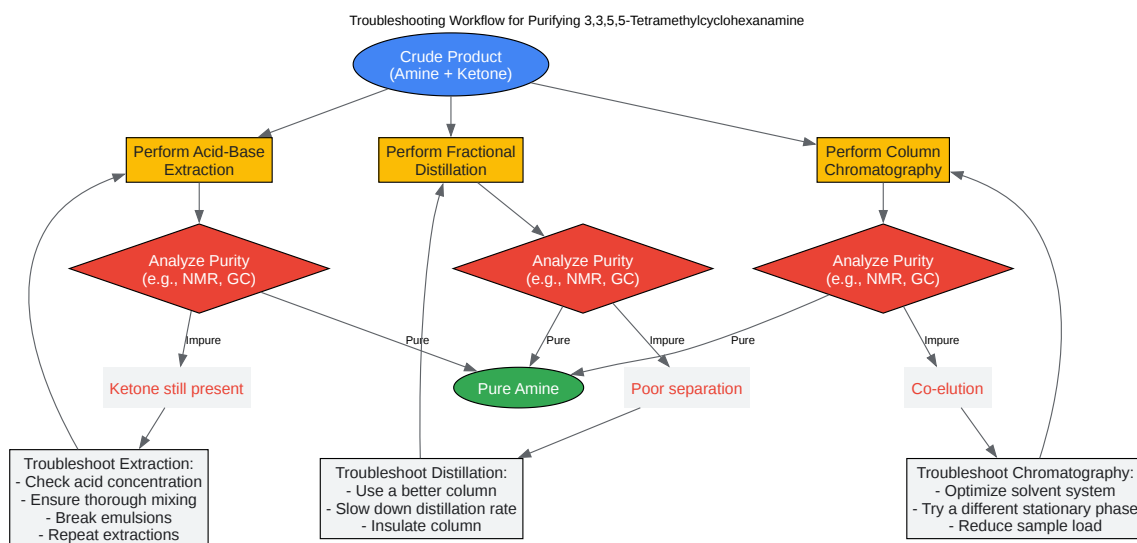 Troubleshooting Workflow for Purifying 3,3,5,5-Tetramethylcyclohexanamine
Crude Product
(Amine + Ketone)
Perform Acid-Base
Extraction
Perform Fractional
Distillation
Perform Column
Chromatography
Analyze Purity
(e.g., NMR, GC)
Analyze Purity
(e.g., NMR, GC)
Analyze Purity
(e.g., NMR, GC)
Impure
Pure
Pure
Impure
Pure
Impure
Ketone still present
Pure Amine
Poor separation
Co-elution
Troubleshoot Extraction:
- Check acid concentration
- Ensure thorough mixing
- Break emulsions
- Repeat extractions
Troubleshoot Distillation:
- Use a better column
- Slow down distillation rate
- Insulate column
Troubleshoot Chromatography:
- Optimize solvent system
- Try a different stationary phase
- Reduce sample load